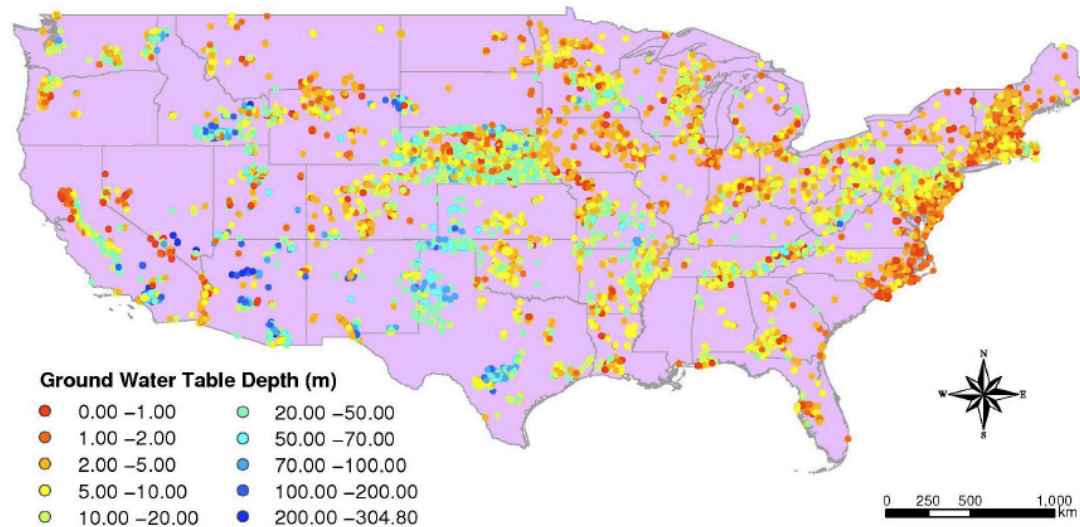 Ground Water Table Depth (m)
0.00 –1.00
1.00 –2.00
2.00 –5.00
5.00 –10.00
10.00 –20.00
20.00 –50.00
50.00 –70.00
70.00 –100.00
100.00 –200.00
200.00 –304.80
N
W E
S
0 250 500 1,000
km